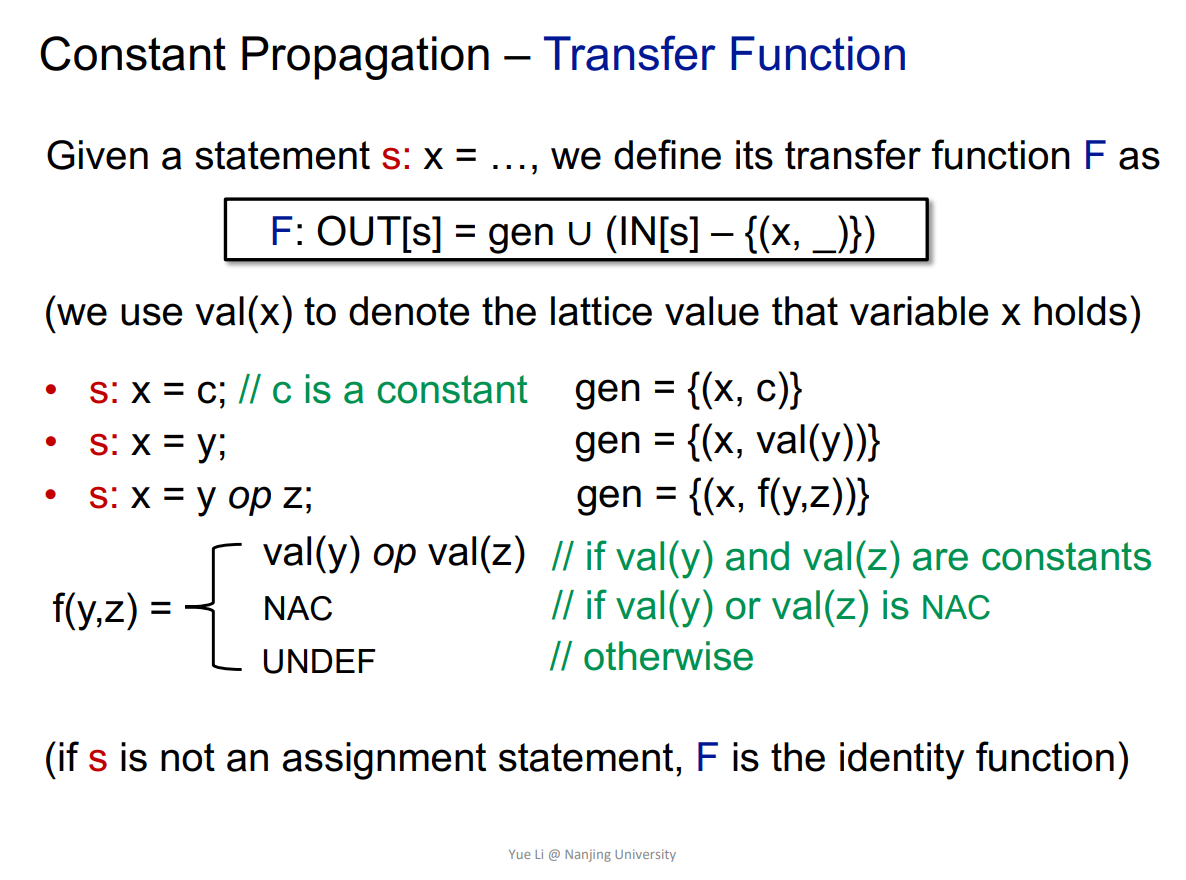 Constant Propagation – Transfer Function
Given a statement s: x = …, we define its transfer function F as
F: OUT[s] = gen ∪ (IN[s] – {(x, _)})
(we use val(x) to denote the lattice value that variable x holds)
• s: x = c; // c is a constant gen = {(x, c)}
• s: x = y; gen = {(x, val(y))}
• s: x = y op z; gen = {(x, f(y,z))}
val(y) op val(z) // if val(y) and val(z) are constants
f(y,z) = NAC // if val(y) or val(z) is NAC
UNDEF // otherwise
(if s is not an assignment statement, F is the identity function)
Yue Li @ Nanjing University